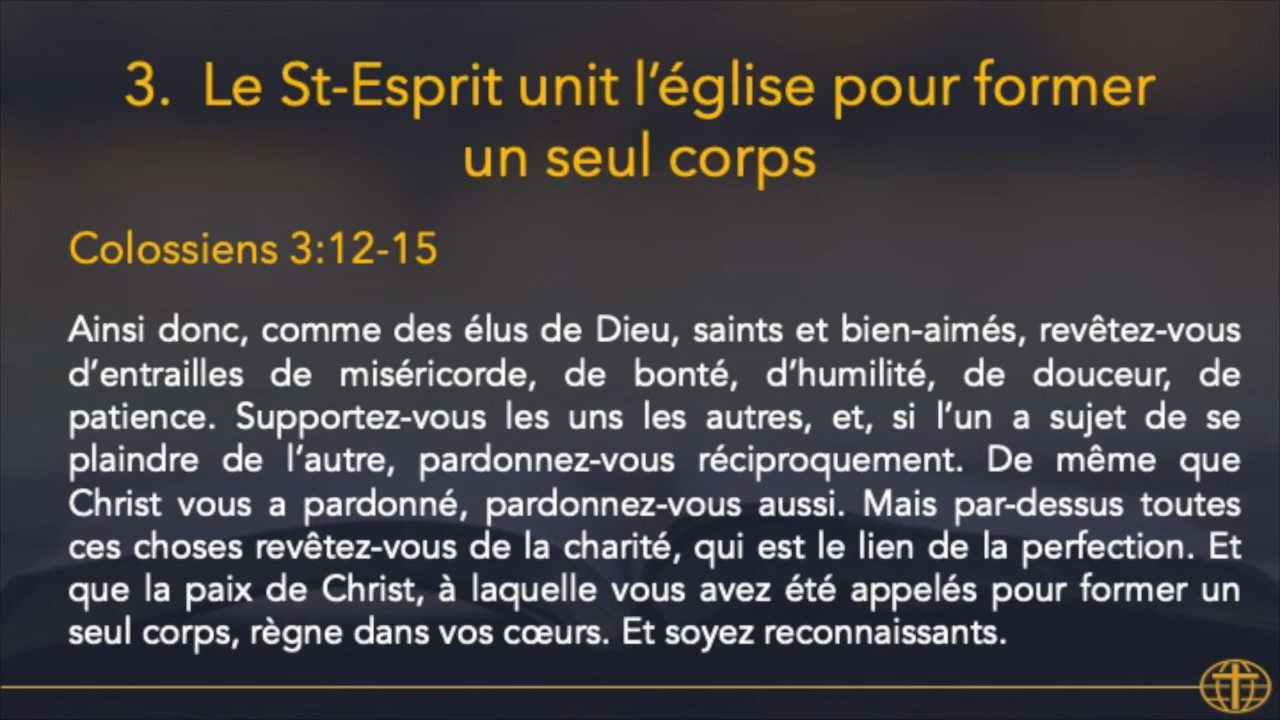 3. Le St-Esprit unit l’église pour former
un seul corps
Colossiens 3:12-15
Ainsi donc, comme des élus de Dieu, saints et bien-aimés, revêtez-vous
d’entrailles de miséricorde, de bonté, d’humilité, de douceur, de
patience. Supportez-vous les uns les autres, et, si l’un a sujet de se
plaindre de l’autre, pardonnez-vous réciproquement. De même que
Christ vous a pardonné, pardonnez-vous aussi. Mais par-dessus toutes
ces choses revêtez-vous de la charité, qui est le lien de la perfection. Et
que la paix de Christ, à laquelle vous avez été appelés pour former un
seul corps, règne dans vos cœurs. Et soyez reconnaissants.